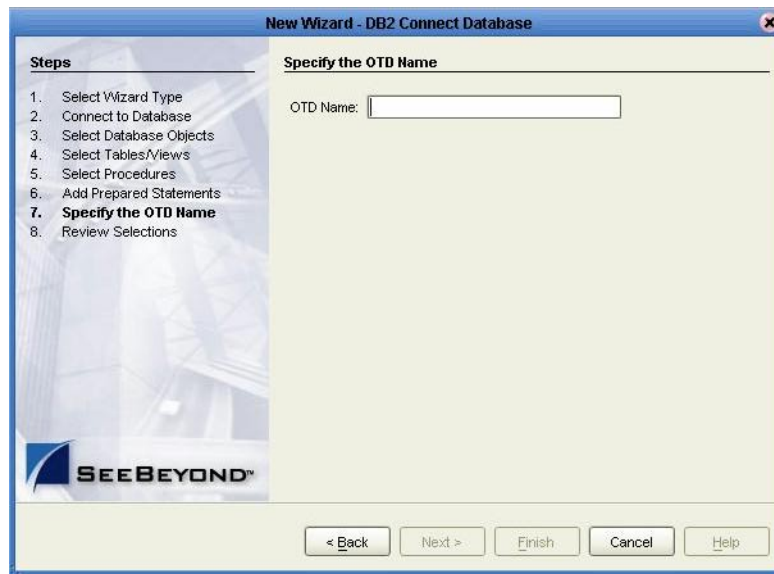 New Wizard - DB2 Connect Database
Steps
1. Select Wizard Type
2. Connect to Database
3. Select Database Objects
4. Select Tables/Views
5. Select Procedures
6. Add Prepared Statements
7. Specify the OTD Name
8. Review Selections
Specify the OTD Name
OTD Name:
SEEBEYOND™
< Back
Next >
Finish
Cancel
Help